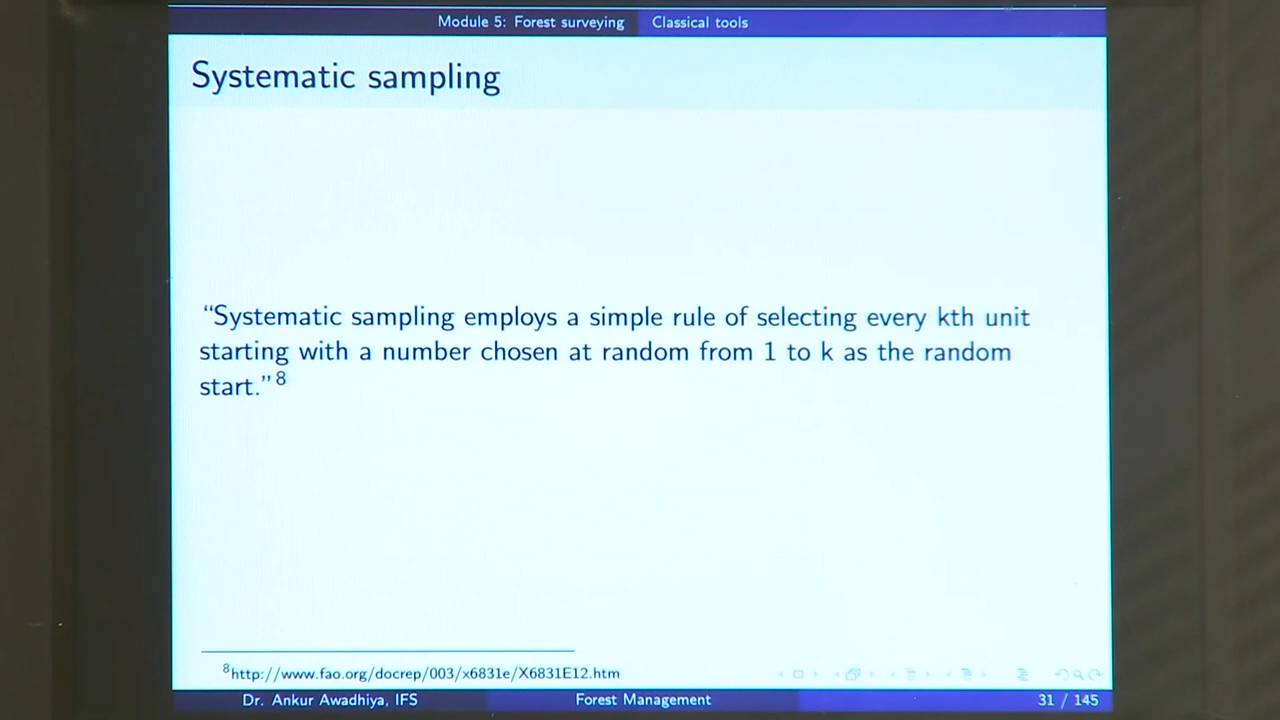 Module 5: Forest surveying Classical tools
Systematic sampling
“Systematic sampling employs a simple rule of selecting every kth unit
starting with a number chosen at random from 1 to k as the random
start.”8
8http://www.fao.org/docrep/003/x6831e/X6831E12.htm
Dr. Ankur Awadhiya, IFS Forest Management 31 / 145